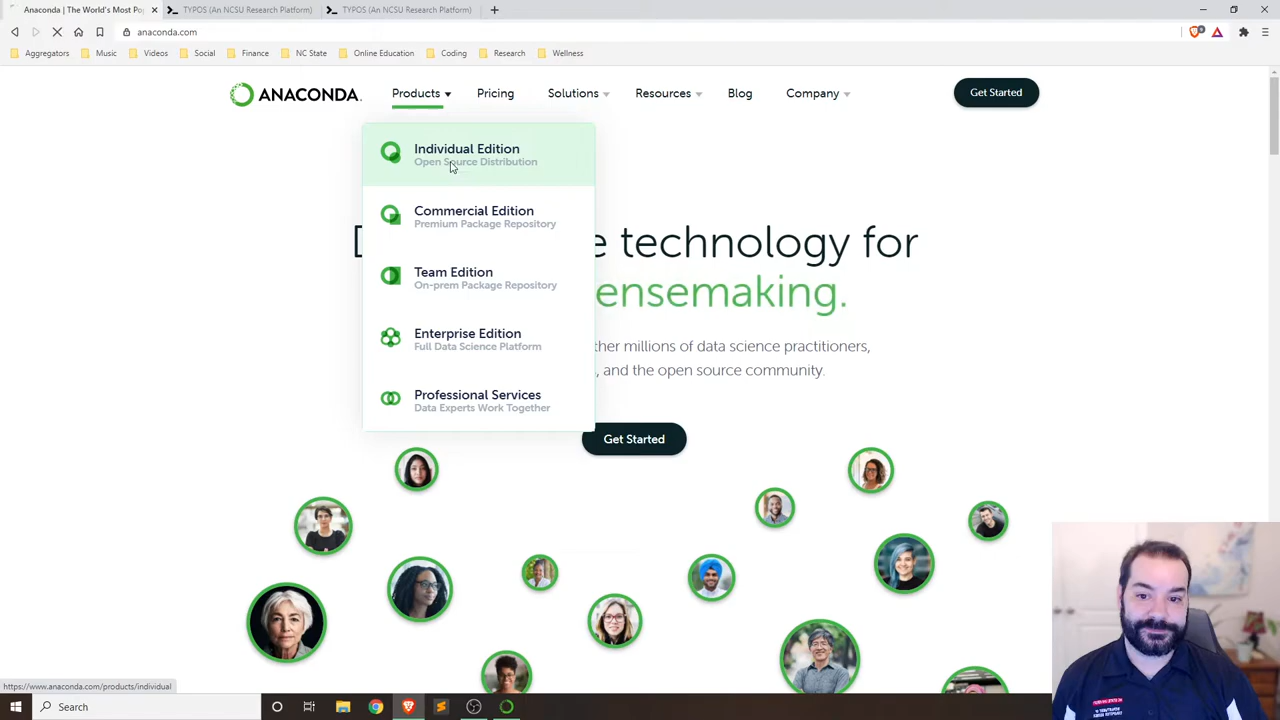 Anaconda | The World's Most Po
TYPOS (An NCSU Research Platform)
TYPOS (An NCSU Research Platform)
anaconda.com
Aggregators
Music
Videos
Social
Finance
NC State
Online Education
Coding
Research
Wellness
ANACONDA.
Products
Pricing
Solutions
Resources
Blog
Company
Get Started
Individual Edition
Open Source Distribution
Commercial Edition
Premium Package Repository
Team Edition
On-prem Package Repository
Enterprise Edition
Full Data Science Platform
Professional Services
Data Experts Work Together
D e technology for
ensemaking.
ther millions of data science practitioners,
, and the open source community.
Get Started
https://www.anaconda.com/products/individual
Search